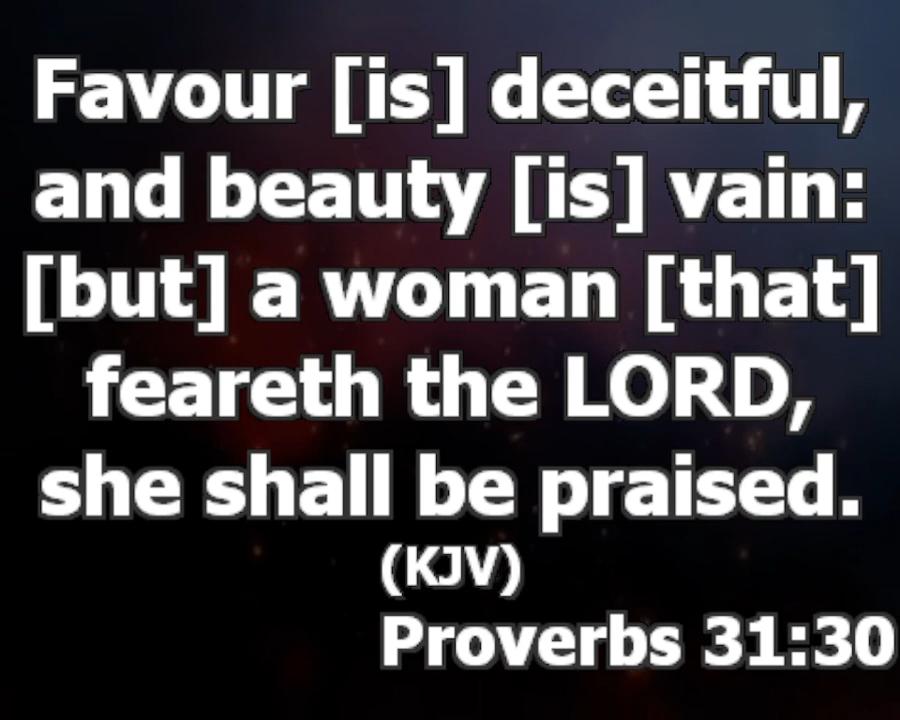 Favour [is] deceitful,
and beauty [is] vain:
[but] a woman [that]
feareth the LORD,
she shall be praised.
(KJV)
Proverbs 31:30